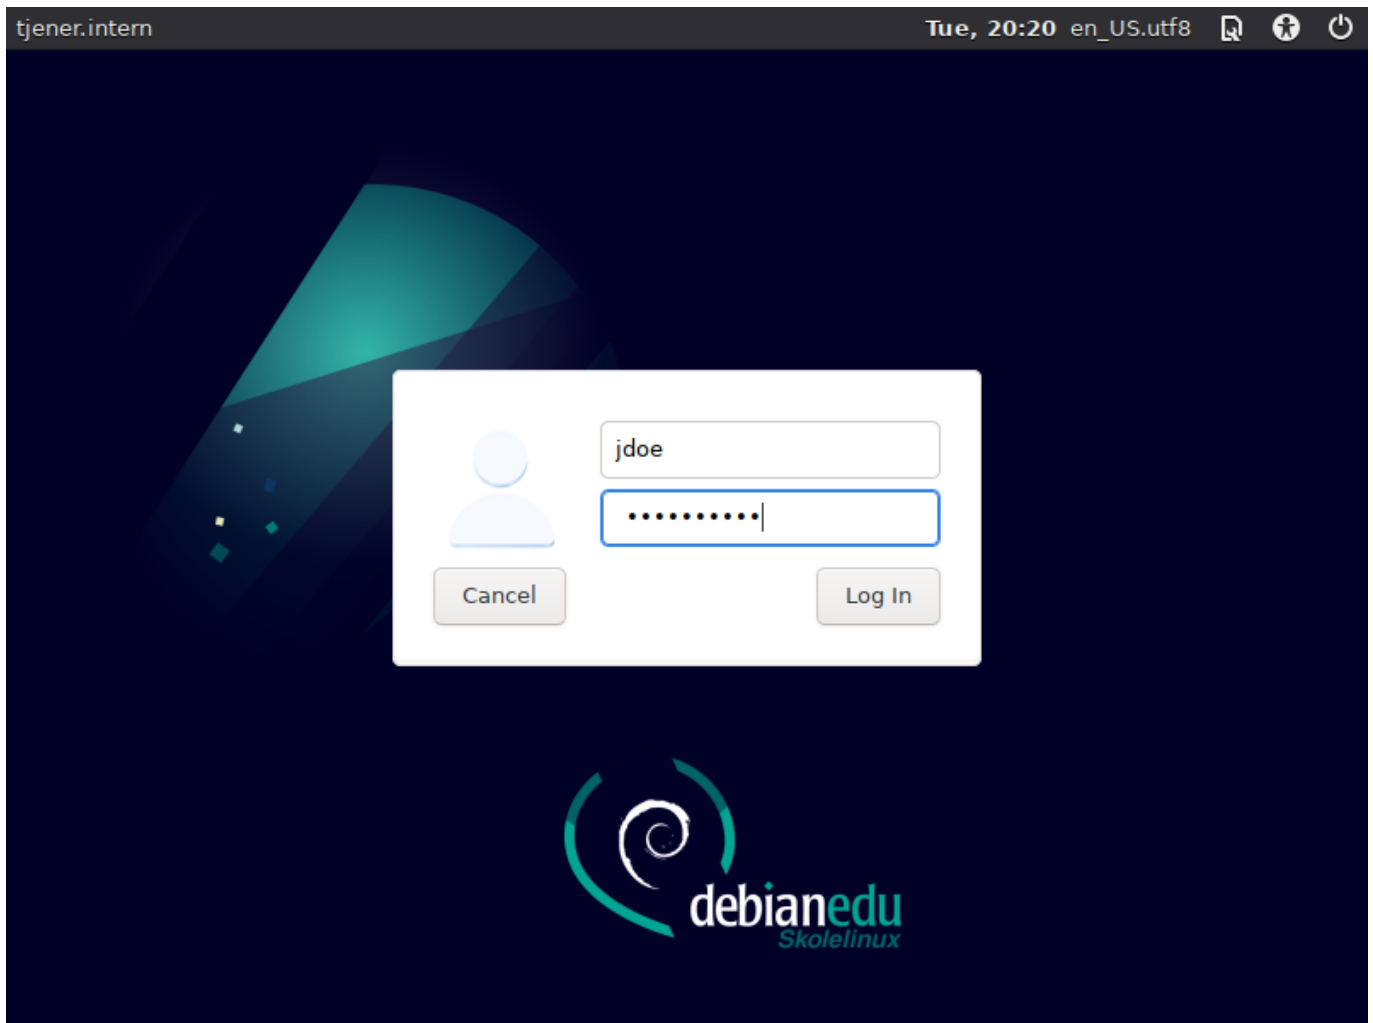 tjener.intern
Tue, 20:20 en_US.utf8
jdoe
••••••••••
Cancel
Log In
debianedu
Skolelinux